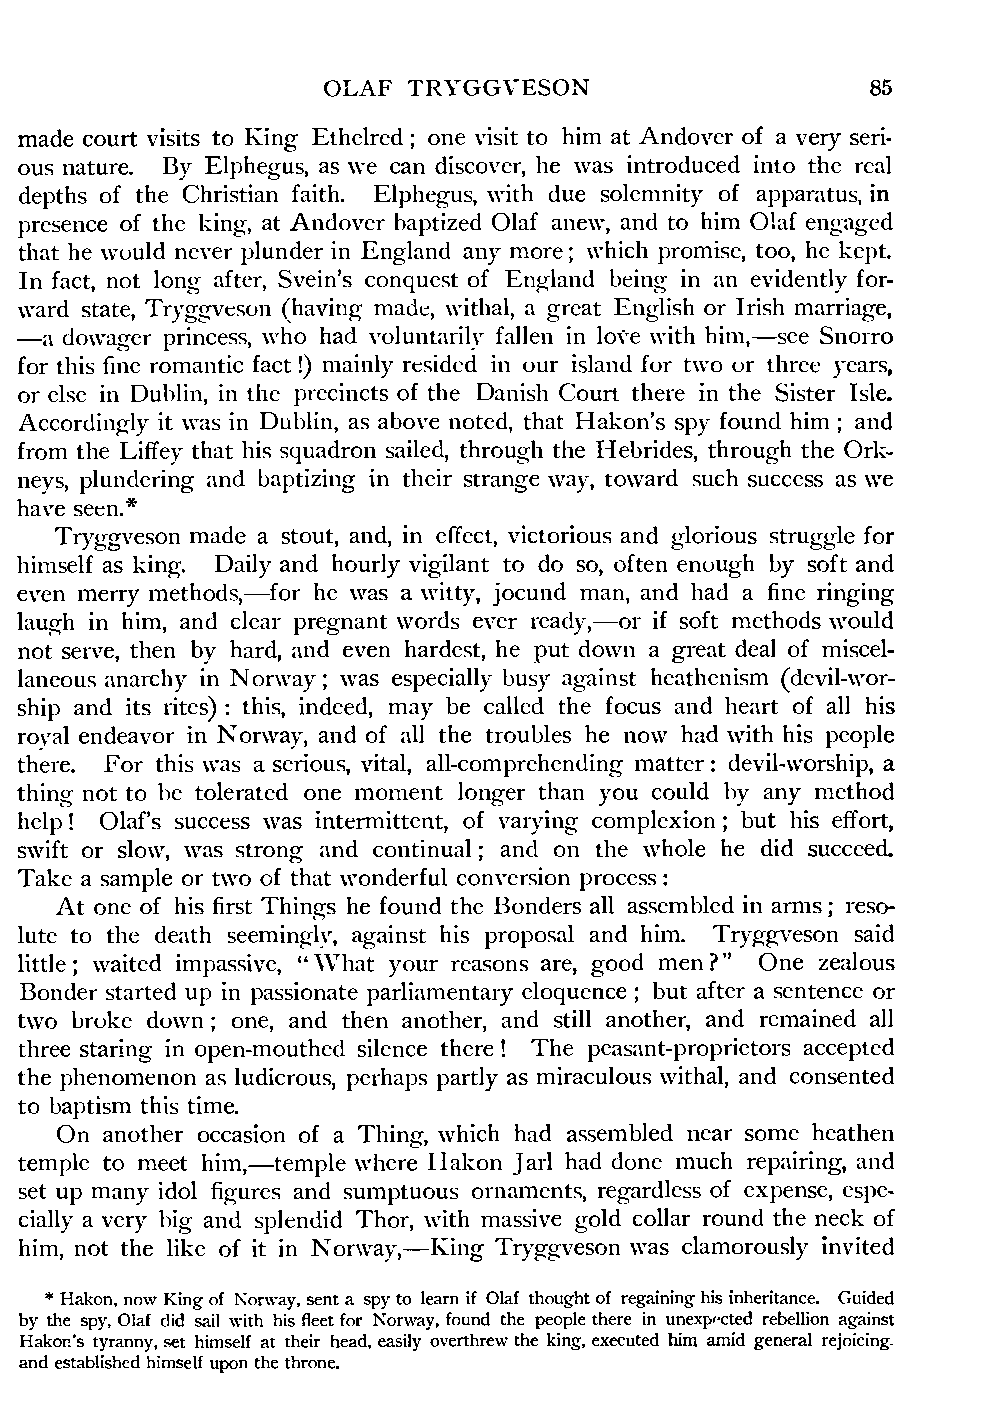 OLAF TRYGGVESON 85
made court visits to King Ethelred ; one visit to him at Andover of a very seri-
ous nature. By Elphegus, as we can discover, he was introduced into the real
depths of the Christian faith. Elphegus, with due solemnity of apparatus, in
presence of the king, at Andover baptized Olaf anew, and to him Olaf engaged
that he would never plunder in England any more ; which promise, too, he kept.
In fact, not long after, Svein's conquest of England being in an evidently for-
ward state, Tryggveson (having made, withal, a great English or Irish marriage,
—a dowager princess, who had voluntarily fallen in love with him,—see Snorro
for this fine romantic fact !) mainly resided in our island for two or three years,
or else in Dublin, in the precincts of the Danish Court there in the Sister Isle.
Accordingly it was in Dublin, as above noted, that Hakon's spy found him ; and
from the Liffey that his squadron sailed, through the Hebrides, through the Ork-
neys, plundering and baptizing in their strange way, toward such success as we
have seen.*
Tryggveson made a stout, and, in effect, victorious and glorious struggle for
himself as king. Daily and hourly vigilant to do so, often enough by soft and
even merry methods,—for he was a witty, jocund man, and had a fine ringing
laugh in him, and clear pregnant words ever ready,—or if soft methods would
not serve, then by hard, and even hardest, he put down a great deal of miscel-
laneous anarchy in Norway ; was especially busy against heathenism (devil-wor-
ship and its rites) : this, indeed, may be called the focus and heart of all his
royal endeavor in Norway, and of all the troubles he now had with his people
there. For this was a serious, vital, all-comprehending matter : devil-worship, a
thing not to be tolerated one moment longer than you could by any method
help ! Olaf's success was intermittent, of varying complexion ; but his effort,
swift or slow, was strong and continual ; and on the whole he did succeed.
Take a sample or two of that wonderful conversion process :
At one of his first Things he found the Bonders all assembled in arms ; reso-
lute to the death seemingly, against his proposal and him. Tryggveson said
little ; waited impassive, "What your reasons are, good men ?" One zealous
Bonder started up in passionate parliamentary eloquence ; but after a sentence or
two broke down ; one, and then another, and still another, and remained all
three staring in open-mouthed silence there ! The peasant-proprietors accepted
the phenomenon as ludicrous, perhaps partly as miraculous withal, and consented
to baptism this time.
On another occasion of a Thing, which had assembled near some heathen
temple to meet him,—temple where Hakon Jarl had done much repairing, and
set up many idol figures and sumptuous ornaments, regardless of expense, espe-
cially a very big and splendid Thor, with massive gold collar round the neck of
him, not the like of it in Norway,—King Tryggveson was clamorously invited
* Hakon, now King of Norway, sent a spy to learn if Olaf thought of regaining his inheritance. Guided
by the spy, Olaf did sail with his fleet for Norway, found the people there in unexpected rebellion against
Hakon's tyranny, set himself at their head, easily overthrew the king, executed him amid general rejoicing.
and established himself upon the throne.